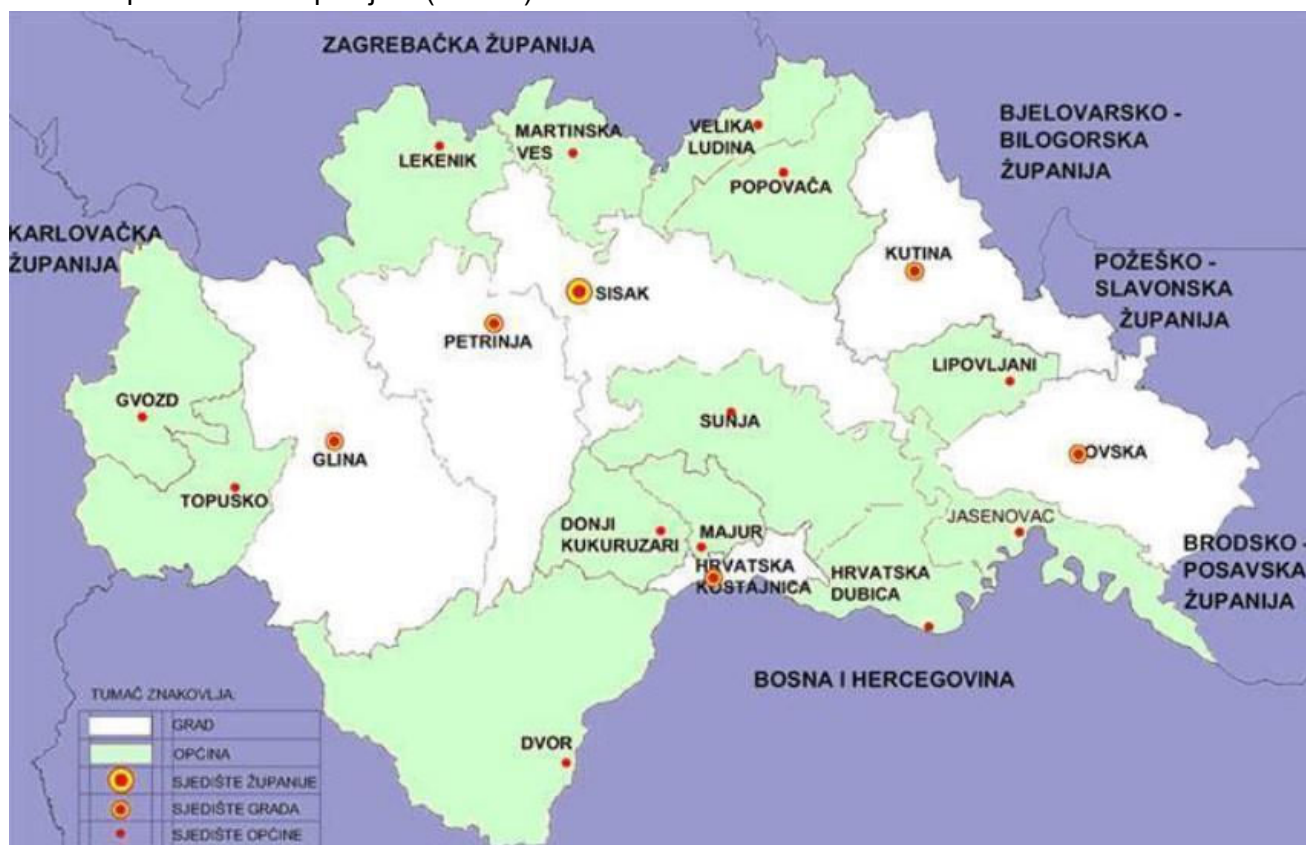 ZAGREBAČKA ŽUPANIJA
BJELOVARSKO -
BILOGORSKA
ŽUPANIJA
MARTINSKA
VES
VELIKA
LUDINA
LEKENIK
POPOVAČA
KARLOVAČKA
ŽUPANIJA
KUTINA
POŽEŠKO -
SLAVONSKA
ŽUPANIJA
SISAK
PETRINJA
LIPOVLJANI
GVOZD
SUNJA
GLINA
OVSKA
TOPUSKO
JASENOVAC
DONJI
KUKURUZARI
MAJUR
HRVATSKA
KOSTAJNICA
HRVATSKA
DUBICA
BRODSKO -
POSAVSKA
ŽUPANIJA
BOSNA I HERCEGOVINA
DVOR
TUMAČ ZNAKOVLJA:
GRAD
OPĆINA
SJEDIŠTE ŽUPANIJE
SJEDIŠTE GRADA
SJEDIŠTE OPĆINE